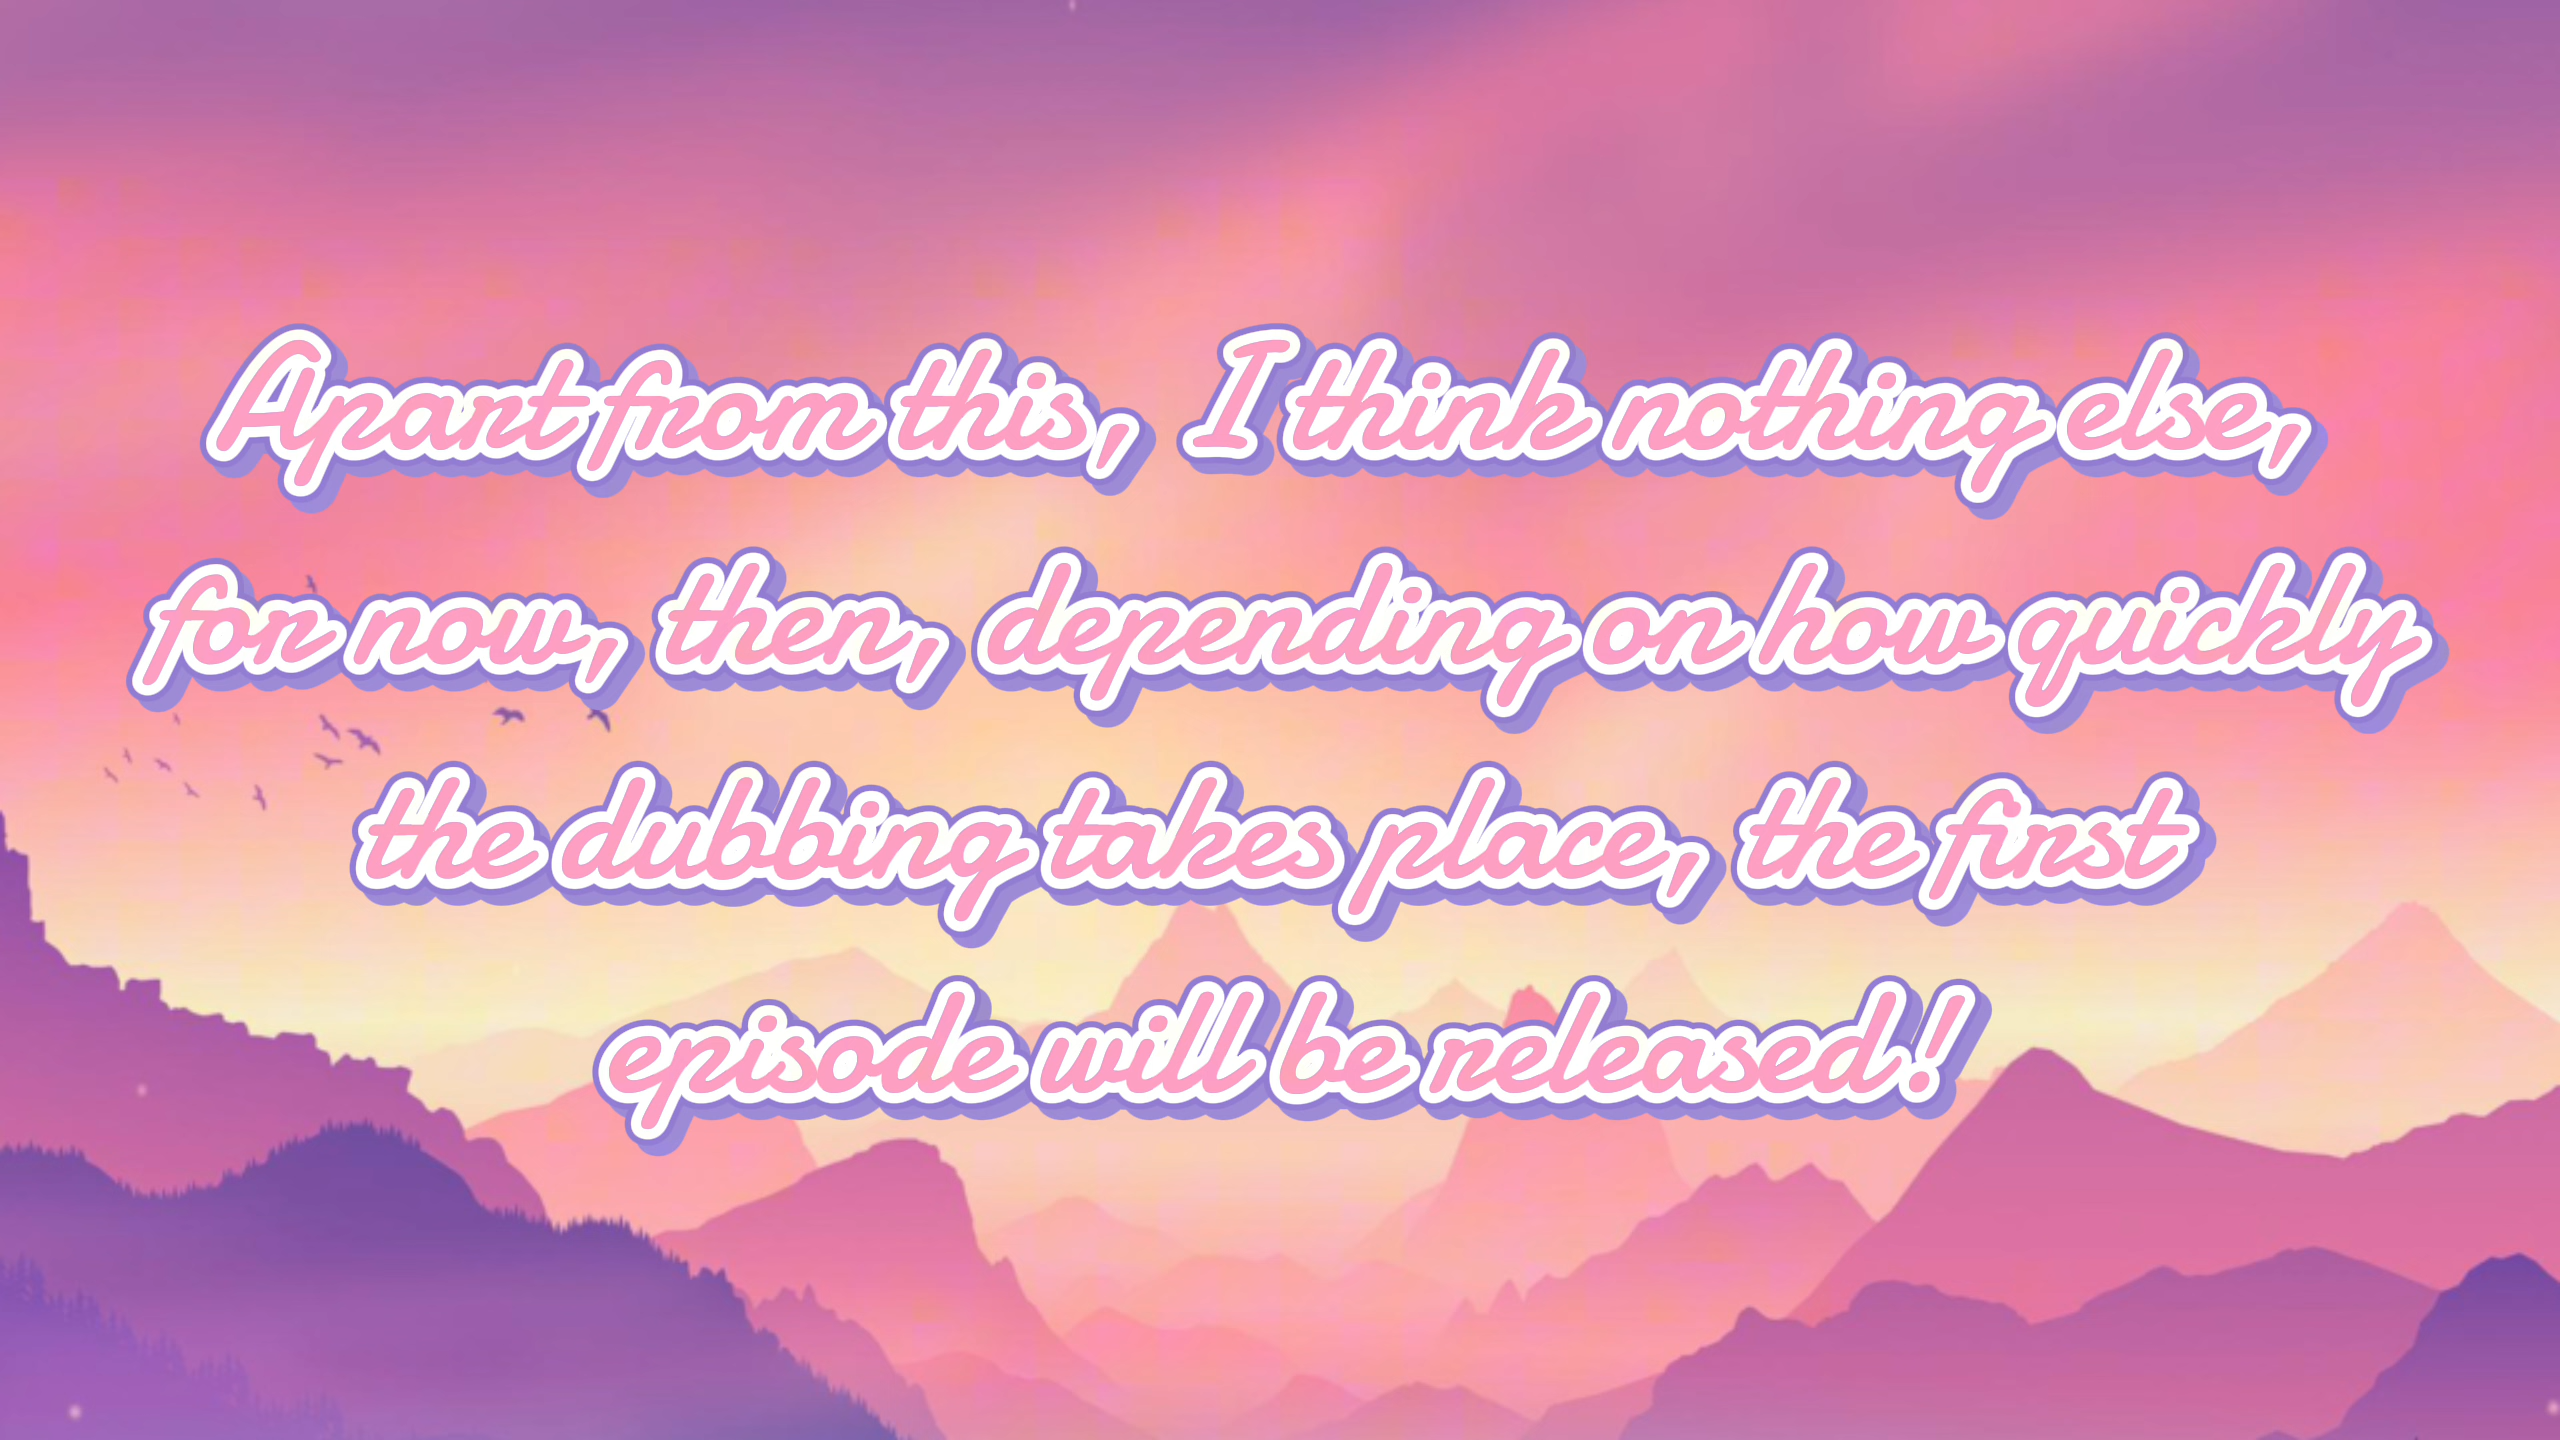 Apart from this, I think nothing else,
for now, then, depending on how quickly
the dubbing takes place, the first
episode will be released!